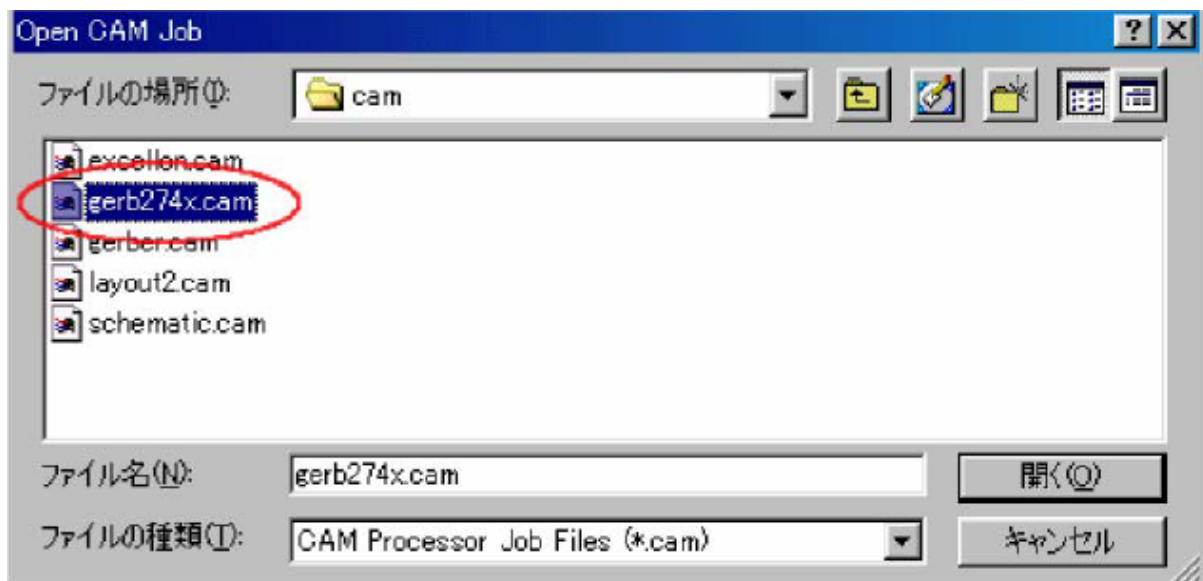 Open CAM Job
ファイルの場所(I): cam
excellon.cam
gerb274x.cam
gerber.cam
layout2.cam
schematic.cam
ファイル名(N): gerb274x.cam 開く(O)
ファイルの種類(T): CAM Processor Job Files (*.cam) キャンセル